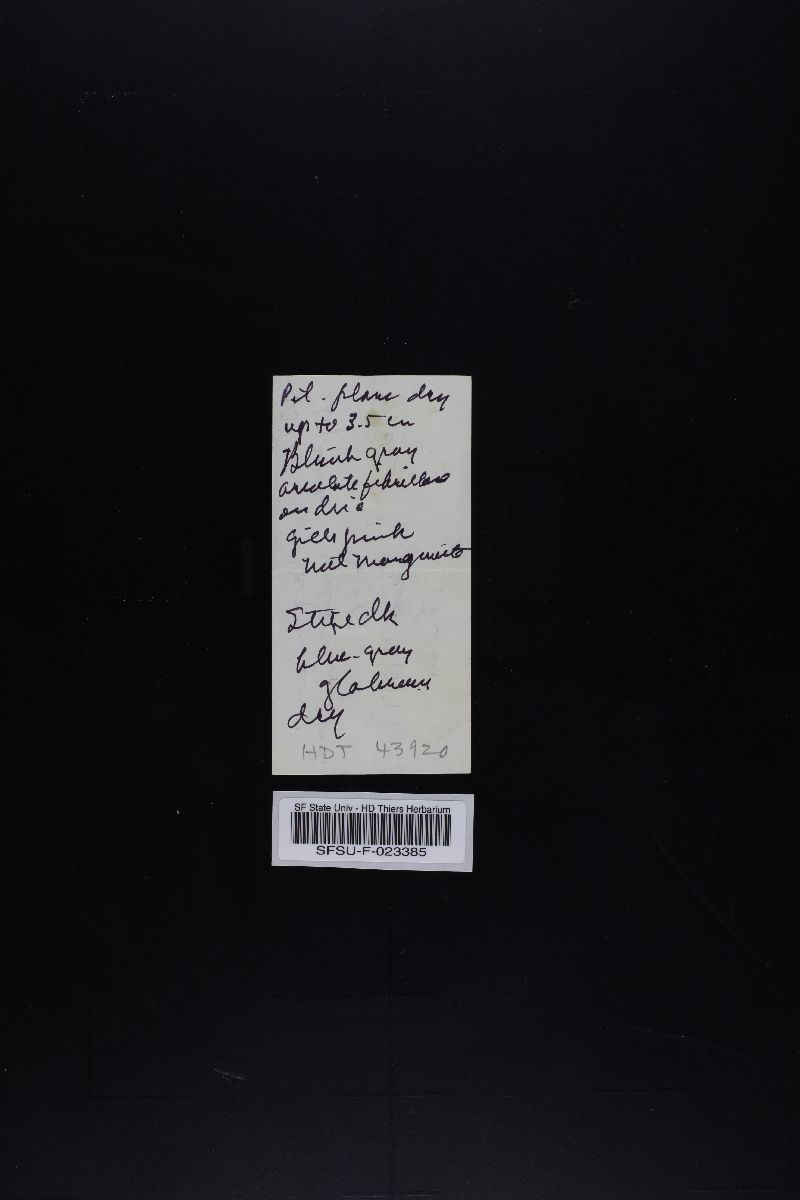 Pil. plane dry
up to 3.5 cm
Bluish gray
areolate fibrillose
on disc
Gills pink
not marginate
Stipe dk
blue-gray
glabrous
dry
HDT 43920
SF State Univ - HD Thiers Herbarium
SFSU-F-023385